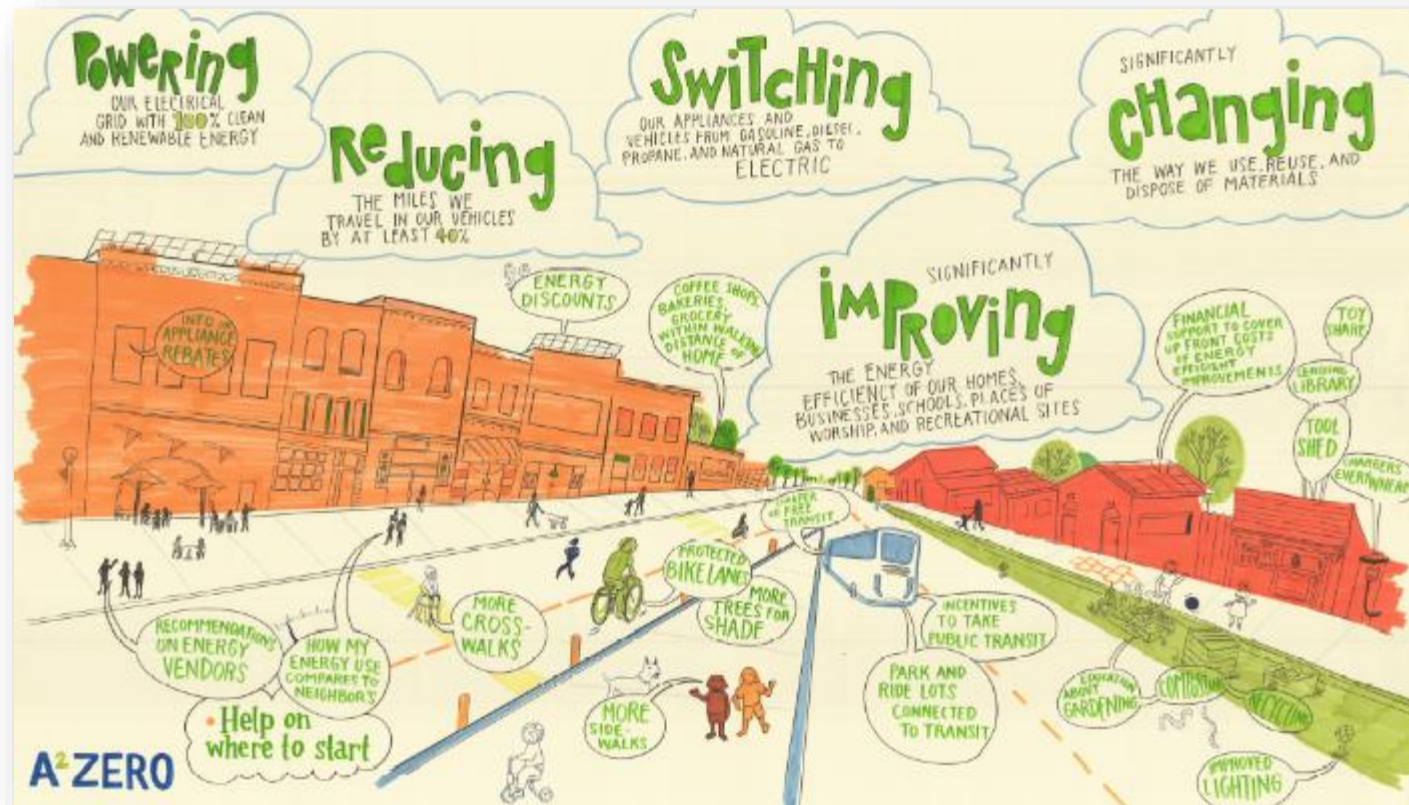 POWERING
OUR ELECTRICAL
GRID WITH 100% CLEAN
AND RENEWABLE ENERGY
REDUCING
THE MILES WE
TRAVEL IN OUR VEHICLES
BY AT LEAST 40%
SWITCHING
OUR APPLIANCES AND
VEHICLES FROM GASOLINE, DIESEL,
PROPANE, AND NATURAL GAS TO
ELECTRIC
SIGNIFICANTLY
CHANGING
THE WAY WE USE, REUSE, AND
DISPOSE OF MATERIALS
SIGNIFICANTLY
IMPROVING
THE ENERGY
EFFICIENCY OF OUR HOMES,
BUSINESSES, SCHOOLS, PLACES OF
WORSHIP, AND RECREATIONAL SITES
INFO ON
APPLIANCE
REBATES
ENERGY
DISCOUNTS
COFFEE SHOPS,
BAKERIES,
GROCERY
WITHIN WALKING
DISTANCE OF
HOME
FINANCIAL
SUPPORT TO COVER
UP FRONT COSTS
OF ENERGY
EFFICIENT
IMPROVEMENTS
TOY
SHARE
LENDING
LIBRARY
TOOL
SHED
CHARGERS
EVERYWHERE
CHEAPER
OR FREE
TRANSIT
PROTECTED
BIKE LANES
MORE
TREES FOR
SHADE
MORE
CROSS-
WALKS
RECOMMENDATIONS
ON ENERGY
VENDORS
HOW MY
ENERGY USE
COMPARES TO
NEIGHBORS
• Help on
where to start
MORE
SIDE-
WALKS
INCENTIVES
TO TAKE
PUBLIC TRANSIT
PARK AND
RIDE LOTS
CONNECTED
TO TRANSIT
EDUCATION
ABOUT
GARDENING
COMPOSTING
RECYCLING
IMPROVED
LIGHTING
A² ZERO